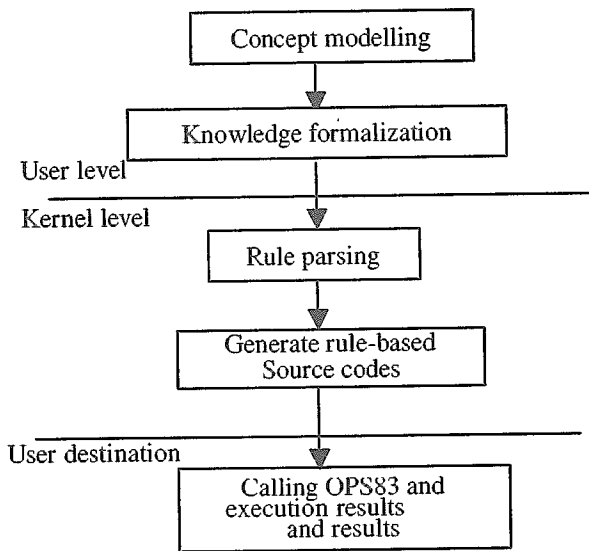 Concept modelling
Knowledge formalization
User level
Kernel level
Rule parsing
Generate rule-based
Source codes
User destination
Calling OPS83 and
execution results
and results